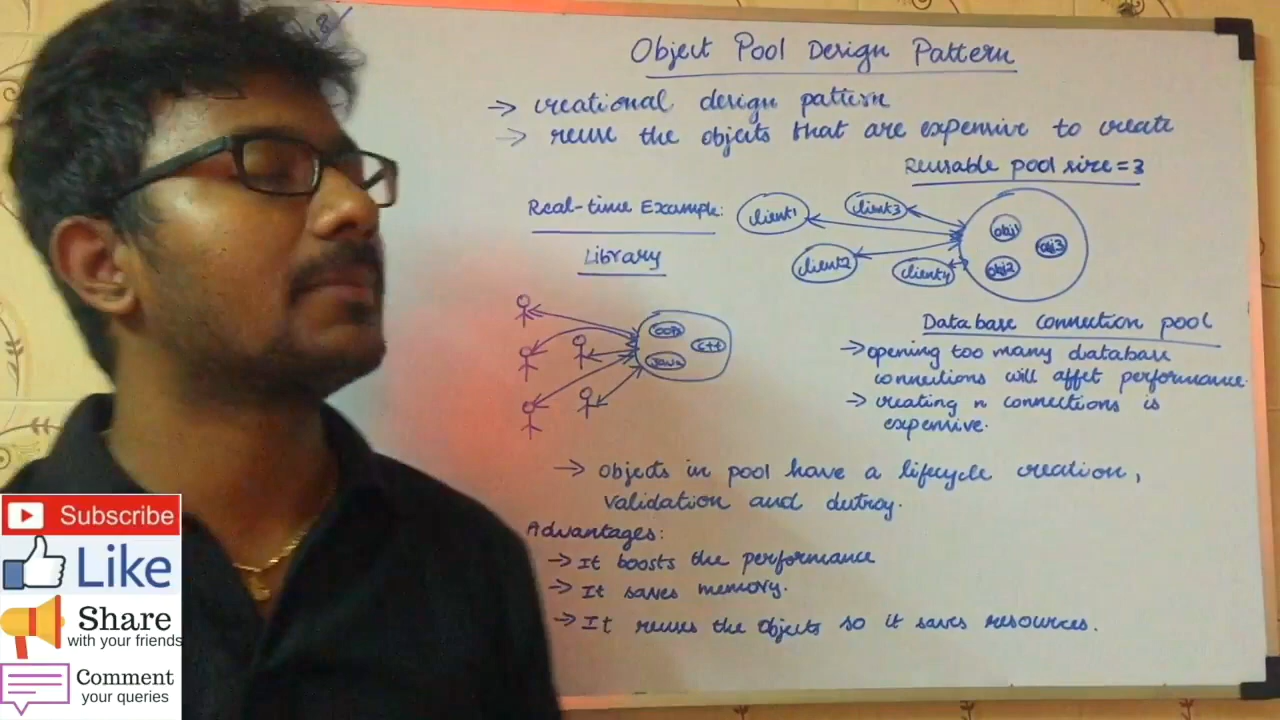 Object Pool Design Pattern
→ creational design pattern
→ reuse the objects that are expensive to create
Reusable pool size=3
Real-time Example:
Library
client1
client3
client2
client4
obj1
obj3
obj2
oops
c++
java
Database connection pool
→ opening too many database
connections will affet performance.
→ creating n connections is
expensive.
→ objects in pool have a lifecycle creation,
validation and detroy.
Advantages:
→ It boosts the performance
→ It saves memory.
→ It reuses the objects so it saves resources.
Subscribe
Like
Share
with your friends
Comment
your queries